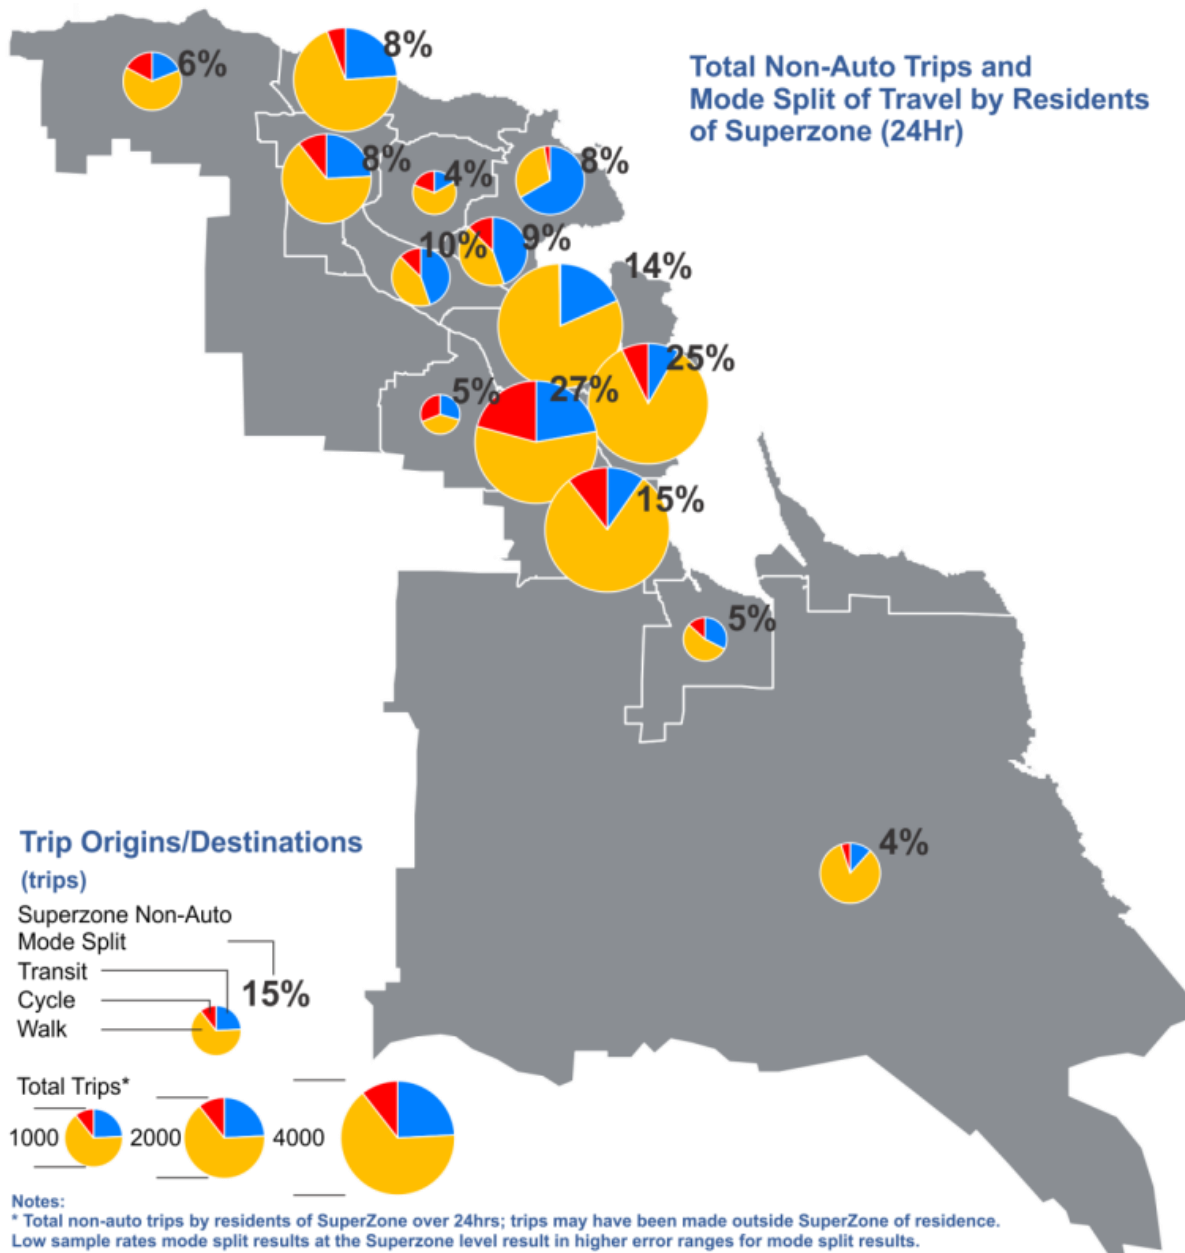 Total Non-Auto Trips and
Mode Split of Travel by Residents
of Superzone (24Hr)
6%
8%
8%
4%
8%
10%
9%
14%
25%
5%
27%
15%
5%
4%
Trip Origins/Destinations
(trips)
Superzone Non-Auto
Mode Split
Transit
15%
Cycle
Walk
Total Trips*
1000
2000
4000
Notes:
* Total non-auto trips by residents of SuperZone over 24hrs; trips may have been made outside SuperZone of residence.
Low sample rates mode split results at the Superzone level result in higher error ranges for mode split results.